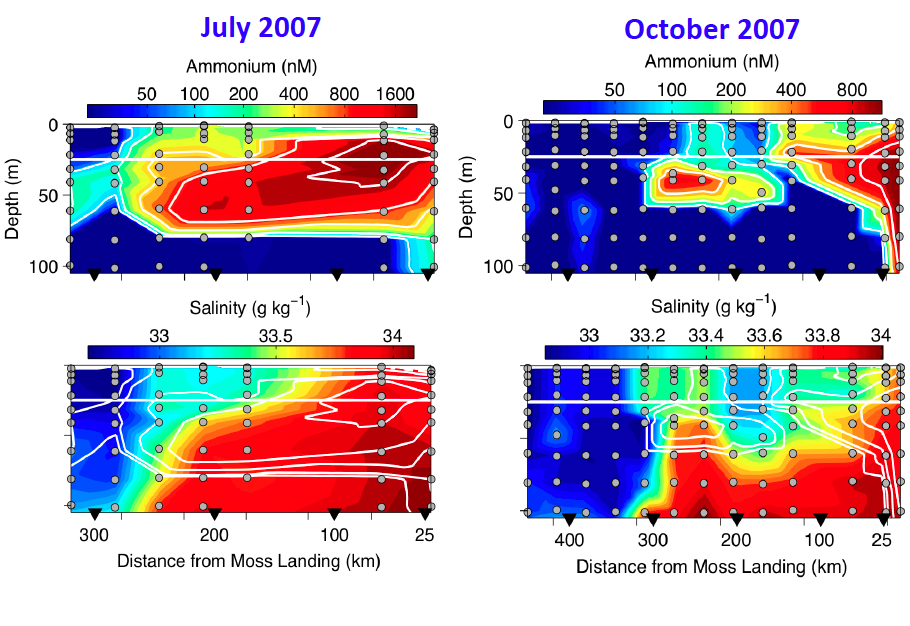 July 2007
Ammonium (nM)
50 100 200 400 800 1600
0
50
100
Depth (m)
Salinity (g kg⁻¹)
33 33.5 34
300 200 100 25
Distance from Moss Landing (km)
October 2007
Ammonium (nM)
50 100 200 400 800
0
50
100
Depth (m)
Salinity (g kg⁻¹)
33 33.2 33.4 33.6 33.8 34
400 300 200 100 25
Distance from Moss Landing (km)